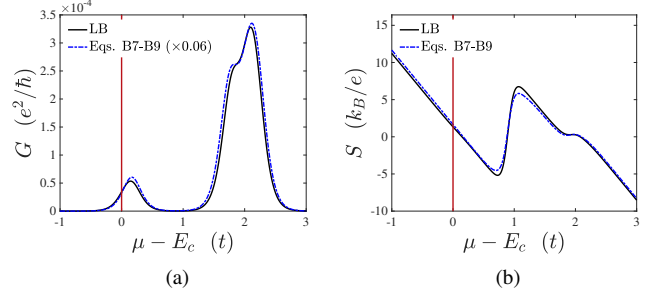 ×10⁻⁴
LB
Eqs. B7-B9 (×0.06)
G (e²/ħ)
3.5
3
2.5
2
1.5
1
0.5
0
-1 0 1 2 3
μ − E_c (t)
(a)
LB
Eqs. B7-B9
S (k_B/e)
10
5
0
-5
-10
-1 0 1 2 3
μ − E_c (t)
(b)